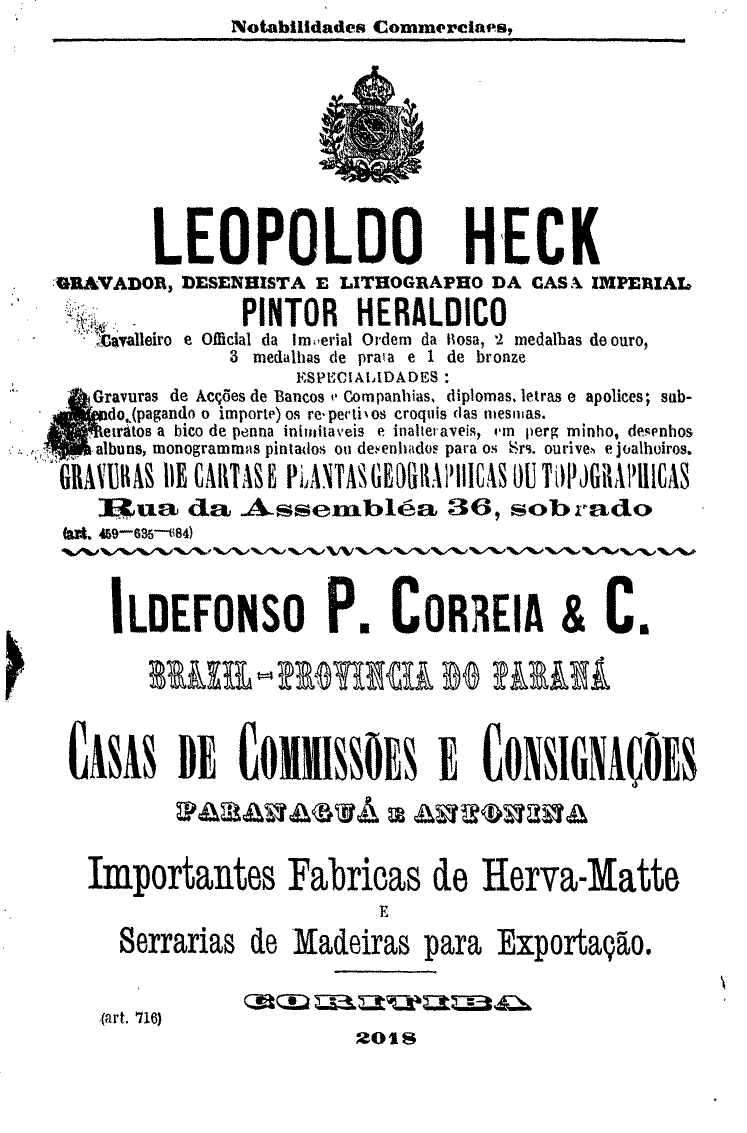 Notabilidades Commerciaes,
LEOPOLDO HECK
GRAVADOR, DESENHISTA E LITHOGRAPHO DA CASA IMPERIAL
PINTOR HERALDICO
Cavalleiro e Official da Imperial Ordem da Rosa, 2 medalhas de ouro,
3 medalhas de prata e 1 de bronze
ESPECIALIDADES :
Gravuras de Acções de Bancos e Companhias, diplomas, letras e apolices; sub-
(pagando o importe) os respectivos croquis das mesmas.
Retratos a bico de penna inimitaveis e inalteraveis, em pergaminho, desenhos
para albuns, monogrammas pintados ou desenhados para os Srs. ourives e joalheiros.
GRAVURAS DE CARTAS E PLANTAS GEOGRAPHICAS OU TOPOGRAPHICAS
Rua da Assembléa 36, sobrado
(art. 459—635—684)
ILDEFONSO P. CORREIA & C.
BRAZIL—PROVINCIA DO PARANÁ
CASAS DE COMMISSÕES E CONSIGNAÇÕES
PARANAGUÁ E ANTONINA
Importantes Fabricas de Herva-Matte
E
Serrarias de Madeiras para Exportação.
CORITIBA
(art. 716)
2018